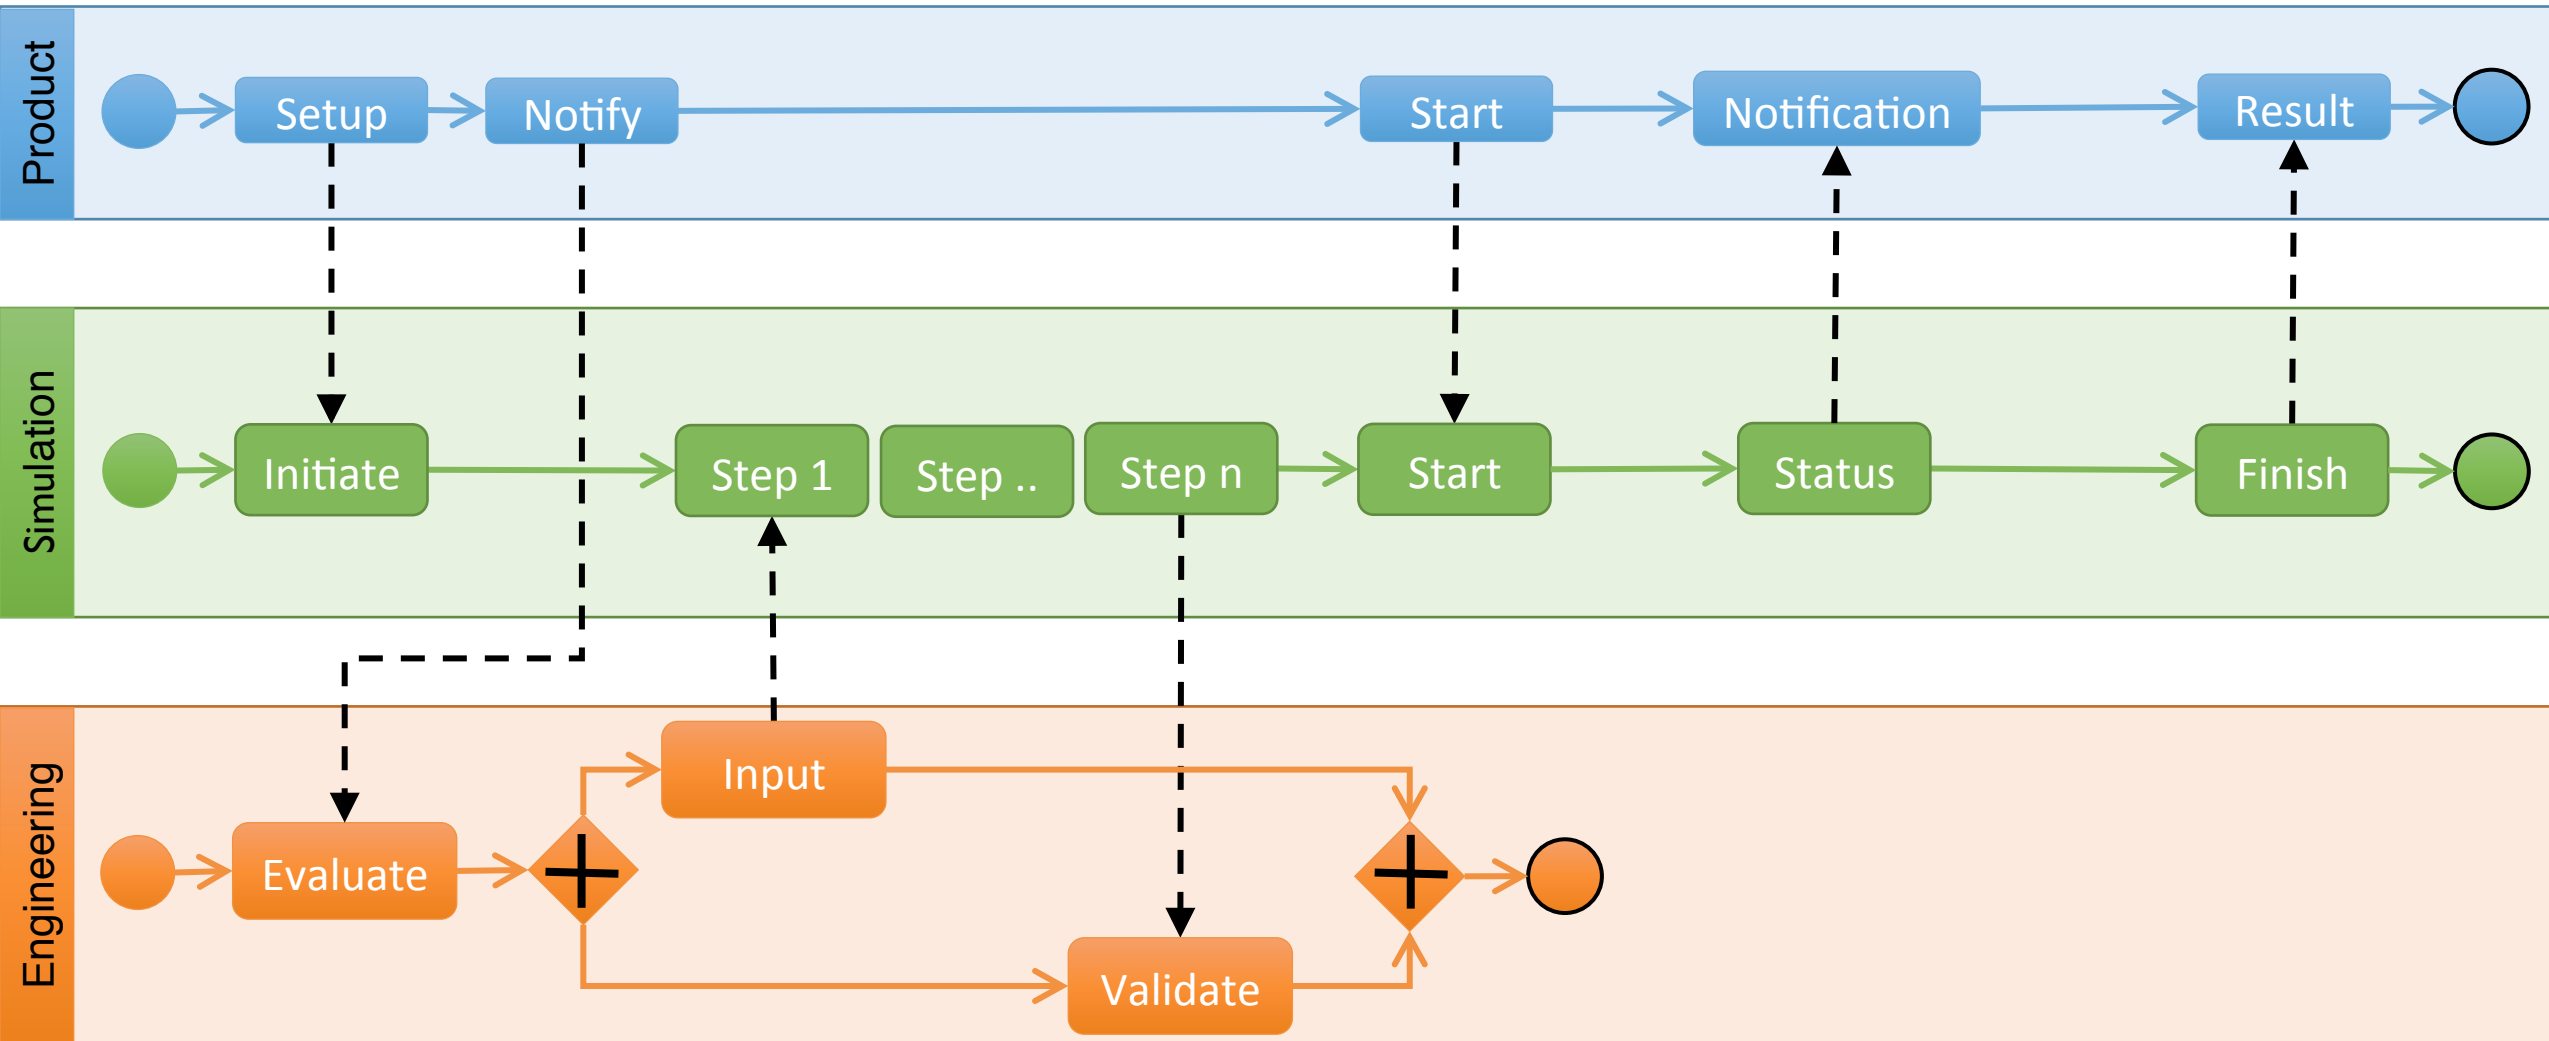 Product
Setup
Notify
Start
Notification
Result
Simulation
Initiate
Step 1
Step ..
Step n
Start
Status
Finish
Engineering
Evaluate
Input
Validate